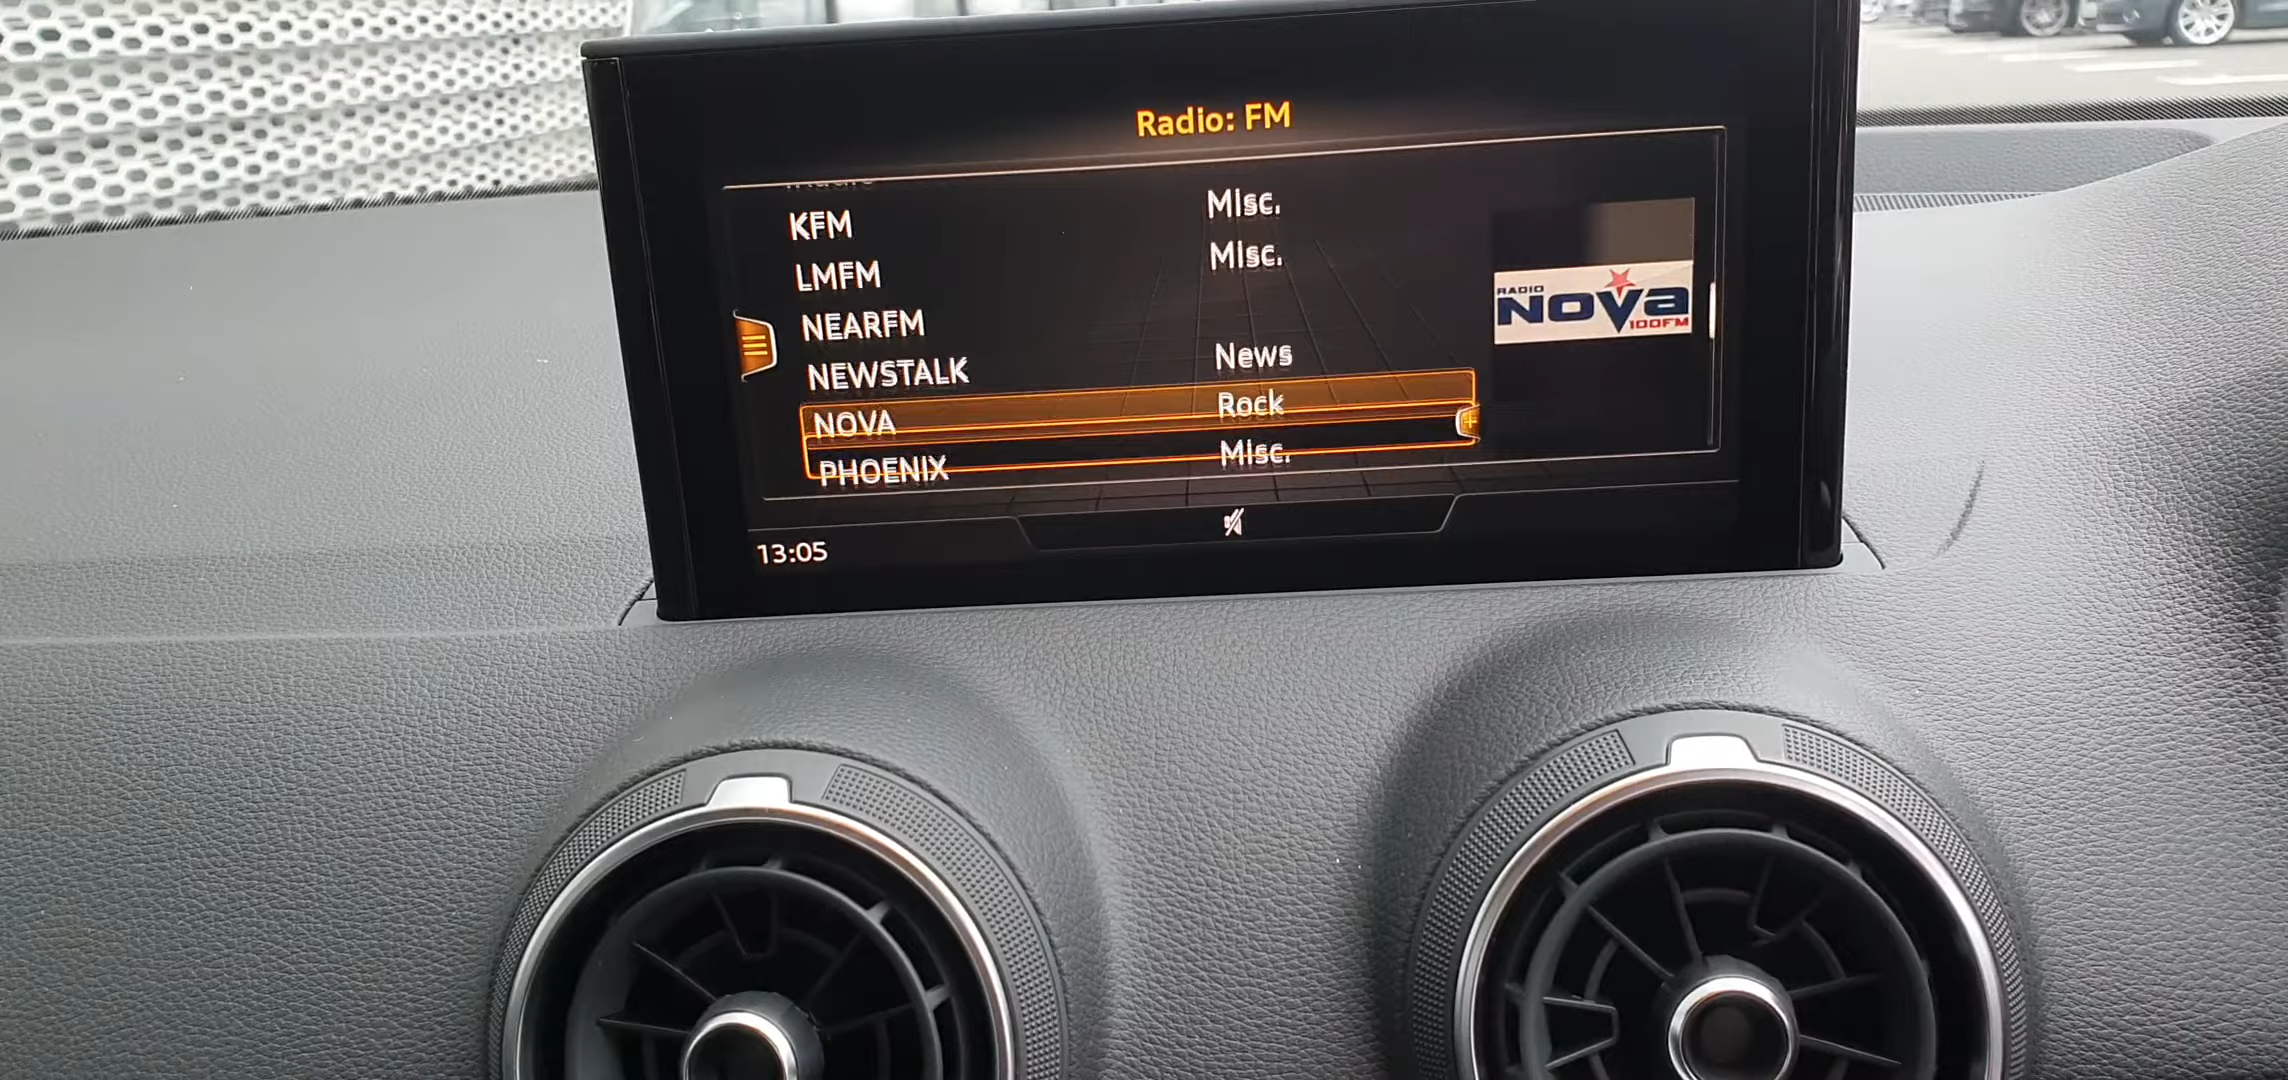 Radio: FM
KFM Misc.
LMFM Misc.
NEARFM
NEWSTALK News
NOVA Rock
PHOENIX Misc.
RADIO
NOVA
100FM
13:05